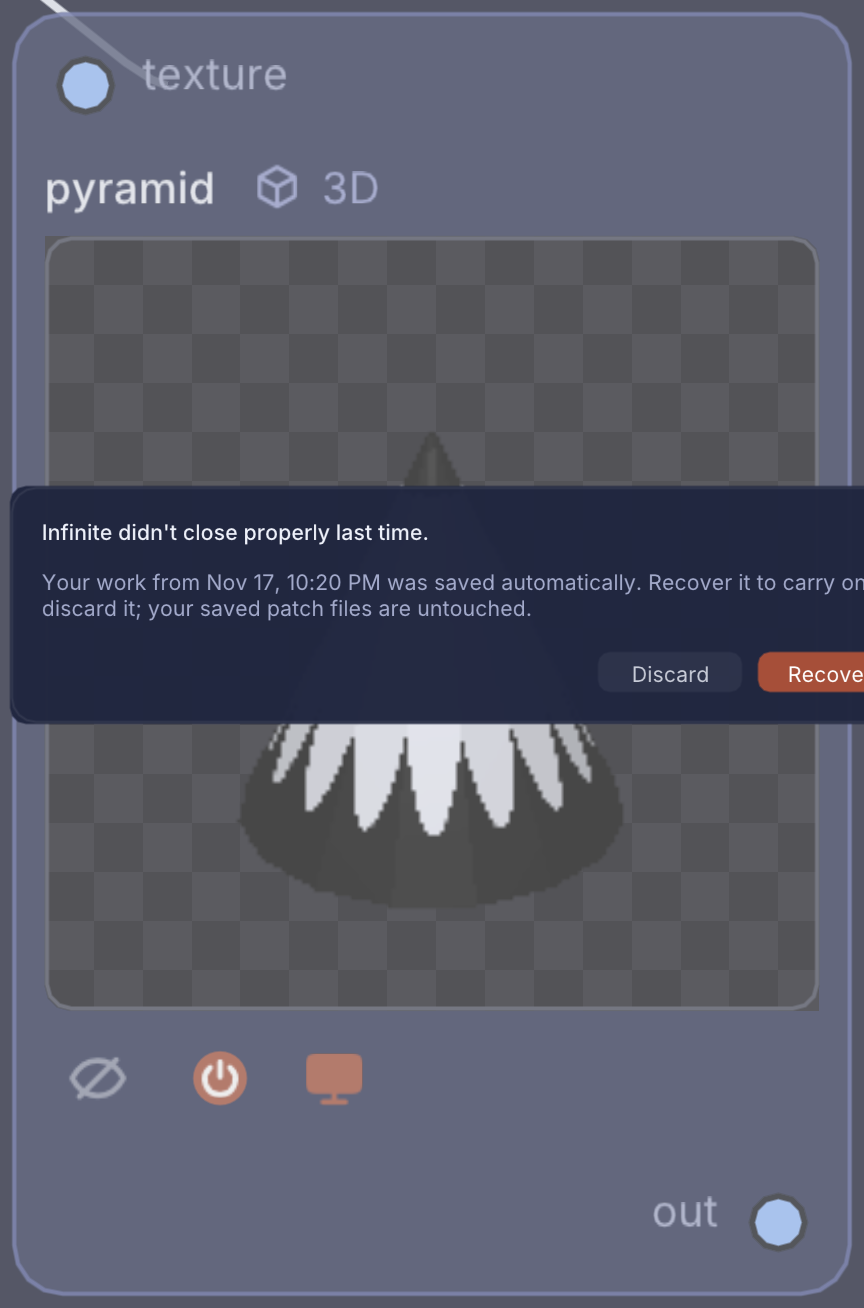 texture
pyramid 3D
Infinite didn't close properly last time.
Your work from Nov 17, 10:20 PM was saved automatically. Recover it to carry on
discard it; your saved patch files are untouched.
Discard Recove
out